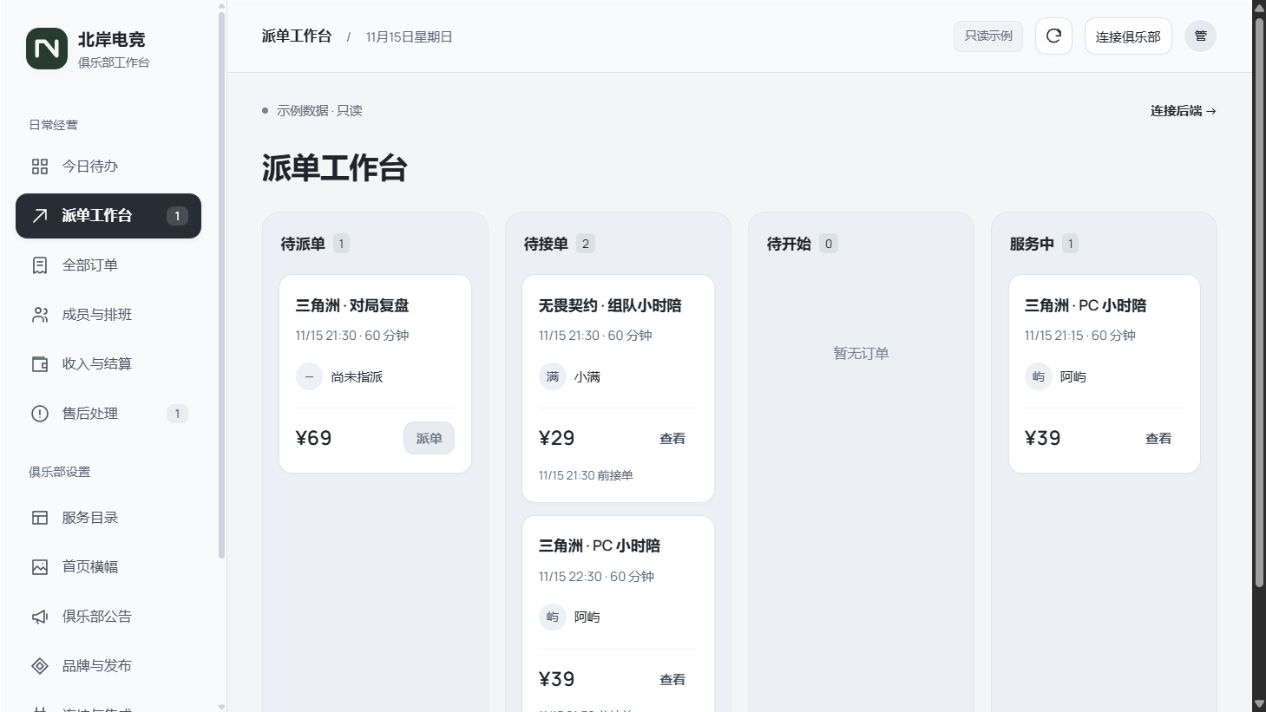 北岸电竞
俱乐部工作台
日常经营
今日待办
派单工作台 1
全部订单
成员与排班
收入与结算
售后处理 1
俱乐部设置
服务目录
首页横幅
俱乐部公告
品牌与发布
派单工作台 / 11月15日星期日
只读示例
连接俱乐部
管
示例数据 · 只读
连接后端 →
派单工作台
待派单 1
三角洲 · 对局复盘
11/15 21:30 · 60 分钟
— 尚未指派
¥69 派单
待接单 2
无畏契约 · 组队小时陪
11/15 21:30 · 60 分钟
满 小满
¥29 查看
11/15 21:30 前接单
三角洲 · PC 小时陪
11/15 22:30 · 60 分钟
屿 阿屿
¥39 查看
待开始 0
暂无订单
服务中 1
三角洲 · PC 小时陪
11/15 21:15 · 60 分钟
屿 阿屿
¥39 查看